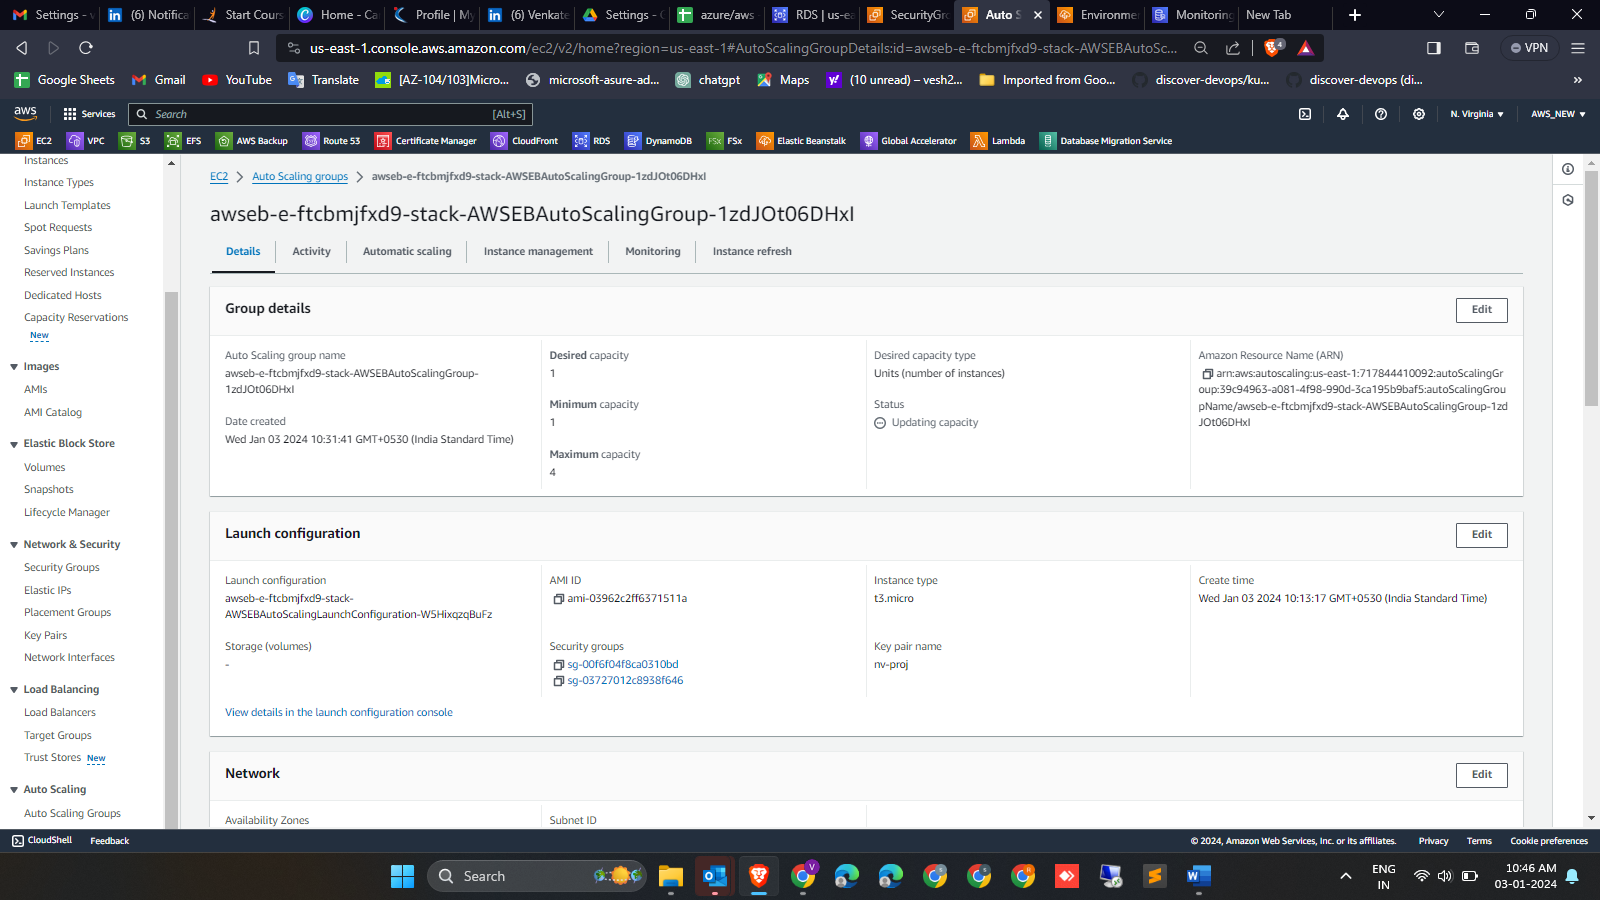 Settings - v
(6) Notifica
Start Cours
Home - Ca
Profile | My
(6) Venkate
Settings - C
azure/aws
RDS | us-ea
SecurityGro
Auto S
Environmen
Monitoring
New Tab
us-east-1.console.aws.amazon.com/ec2/v2/home?region=us-east-1#AutoScalingGroupDetails:id=awseb-e-ftcbmjfxd9-stack-AWSEBAutoSc...
4
VPN
Google Sheets
Gmail
YouTube
Translate
[AZ-104/103]Micro...
microsoft-asure-ad...
chatgpt
Maps
(10 unread) – vesh2...
Imported from Goo...
discover-devops/ku...
discover-devops (di...
aws
Services
Search
[Alt+S]
N. Virginia
AWS_NEW
EC2
VPC
S3
EFS
AWS Backup
Route 53
Certificate Manager
CloudFront
RDS
DynamoDB
FSx
FSx
Elastic Beanstalk
Global Accelerator
Lambda
Database Migration Service
Instances
Instance Types
Launch Templates
Spot Requests
Savings Plans
Reserved Instances
Dedicated Hosts
Capacity Reservations
New
Images
AMIs
AMI Catalog
Elastic Block Store
Volumes
Snapshots
Lifecycle Manager
Network & Security
Security Groups
Elastic IPs
Placement Groups
Key Pairs
Network Interfaces
Load Balancing
Load Balancers
Target Groups
Trust Stores New
Auto Scaling
Auto Scaling Groups
EC2
Auto Scaling groups
awseb-e-ftcbmjfxd9-stack-AWSEBAutoScalingGroup-1zdJOt06DHxI
awseb-e-ftcbmjfxd9-stack-AWSEBAutoScalingGroup-1zdJOt06DHxI
Details
Activity
Automatic scaling
Instance management
Monitoring
Instance refresh
Group details
Edit
Auto Scaling group name
awseb-e-ftcbmjfxd9-stack-AWSEBAutoScalingGroup-
1zdJOt06DHxI
Date created
Wed Jan 03 2024 10:31:41 GMT+0530 (India Standard Time)
Desired capacity
1
Minimum capacity
1
Maximum capacity
4
Desired capacity type
Units (number of instances)
Status
Updating capacity
Amazon Resource Name (ARN)
arn:aws:autoscaling:us-east-1:717844410092:autoScalingGr
oup:39c94963-a081-4f98-990d-3ca195b9baf5:autoScalingGrou
pName/awseb-e-ftcbmjfxd9-stack-AWSEBAutoScalingGroup-1zd
JOt06DHxI
Launch configuration
Edit
Launch configuration
awseb-e-ftcbmjfxd9-stack-
AWSEBAutoScalingLaunchConfiguration-W5HixqzqBuFz
Storage (volumes)
-
AMI ID
ami-03962c2ff6371511a
Security groups
sg-00f6f04f8ca0310bd
sg-03727012c8938f646
Instance type
t3.micro
Key pair name
nv-proj
Create time
Wed Jan 03 2024 10:13:17 GMT+0530 (India Standard Time)
View details in the launch configuration console
Network
Edit
Availability Zones
Subnet ID
CloudShell
Feedback
© 2024, Amazon Web Services, Inc. or its affiliates.
Privacy
Terms
Cookie preferences
Search
ENG
IN
10:46 AM
03-01-2024